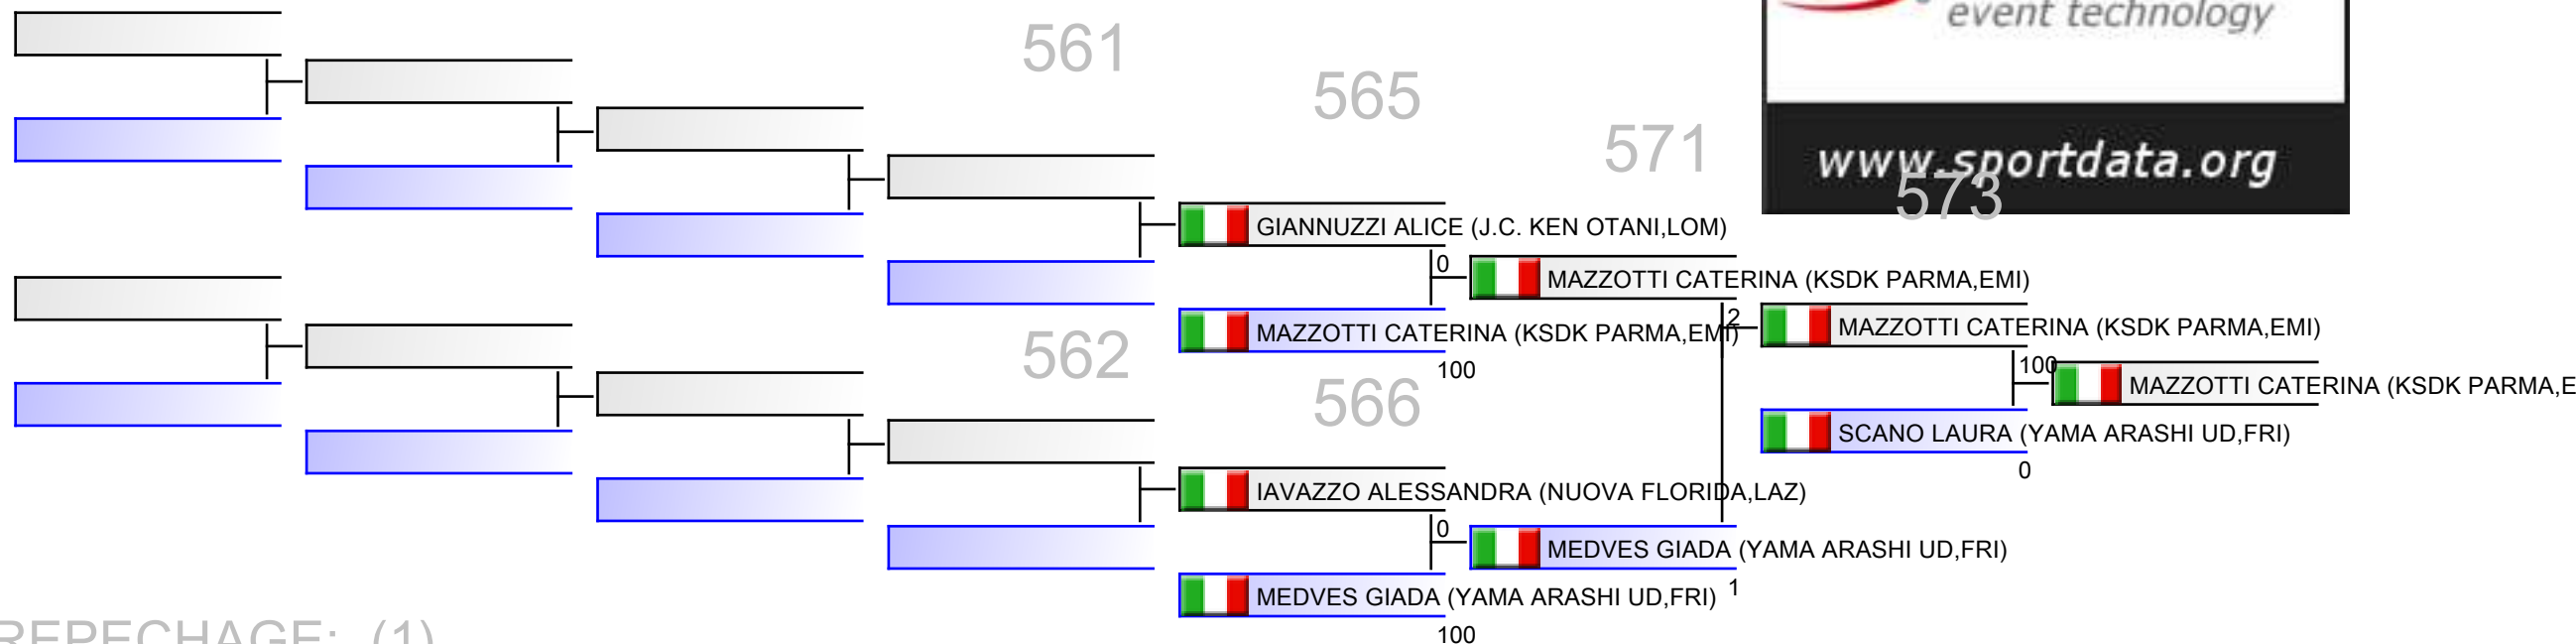 event technology
561
565
571
www.sportdata.org
573
GIANNUZZI ALICE (J.C. KEN OTANI,LOM)
0
MAZZOTTI CATERINA (KSDK PARMA,EMI)
MAZZOTTI CATERINA (KSDK PARMA,EMI)
2
MAZZOTTI CATERINA (KSDK PARMA,EMI)
562
100
100
MAZZOTTI CATERINA (KSDK PARMA,E
566
SCANO LAURA (YAMA ARASHI UD,FRI)
0
IAVAZZO ALESSANDRA (NUOVA FLORIDA,LAZ)
0
MEDVES GIADA (YAMA ARASHI UD,FRI)
MEDVES GIADA (YAMA ARASHI UD,FRI)
1
REPECHAGE: (1)
100